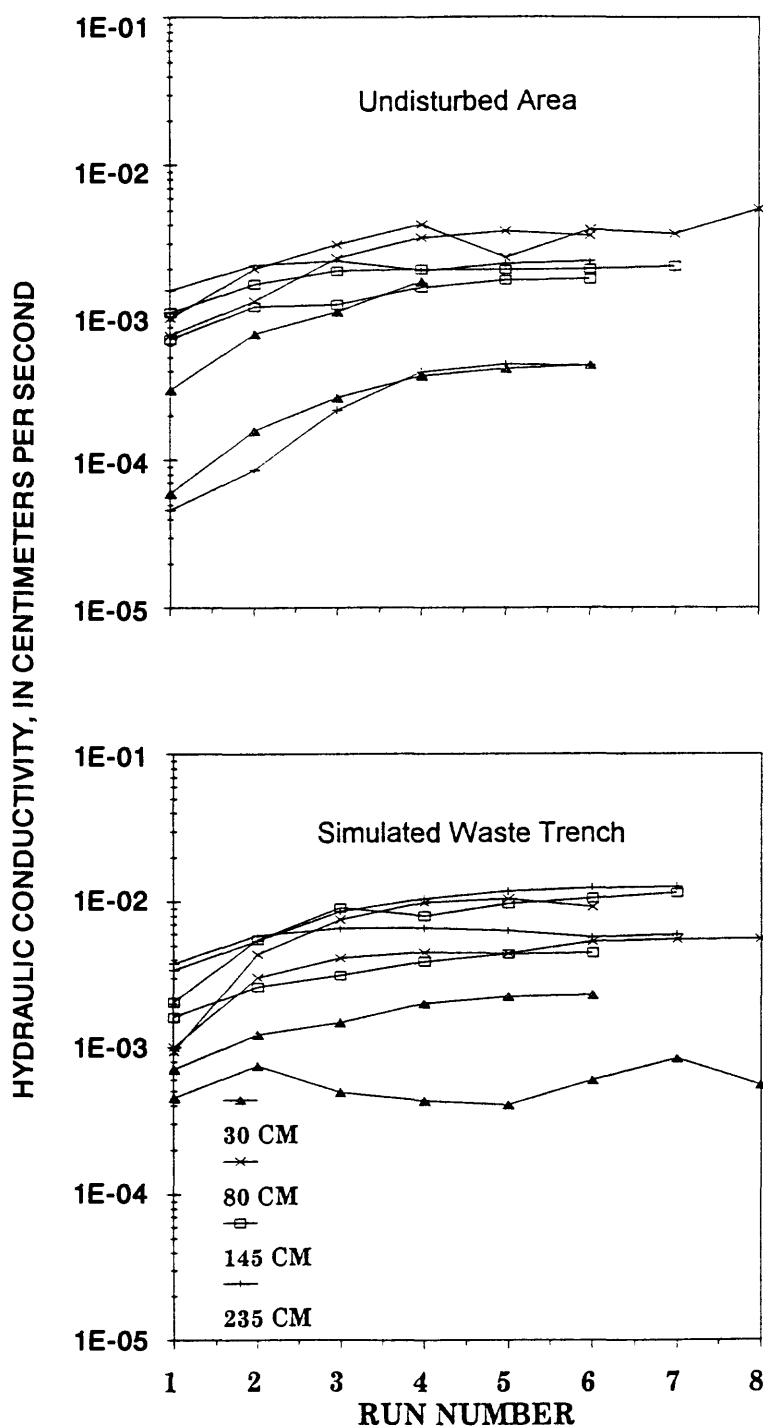 HYDRAULIC CONDUCTIVITY, IN CENTIMETERS PER SECOND
1E-01
Undisturbed Area
1E-02
1E-03
1E-04
1E-05
1E-01
Simulated Waste Trench
1E-02
1E-03
30 CM
80 CM
1E-04
145 CM
235 CM
1E-05
1 2 3 4 5 6 7 8
RUN NUMBER